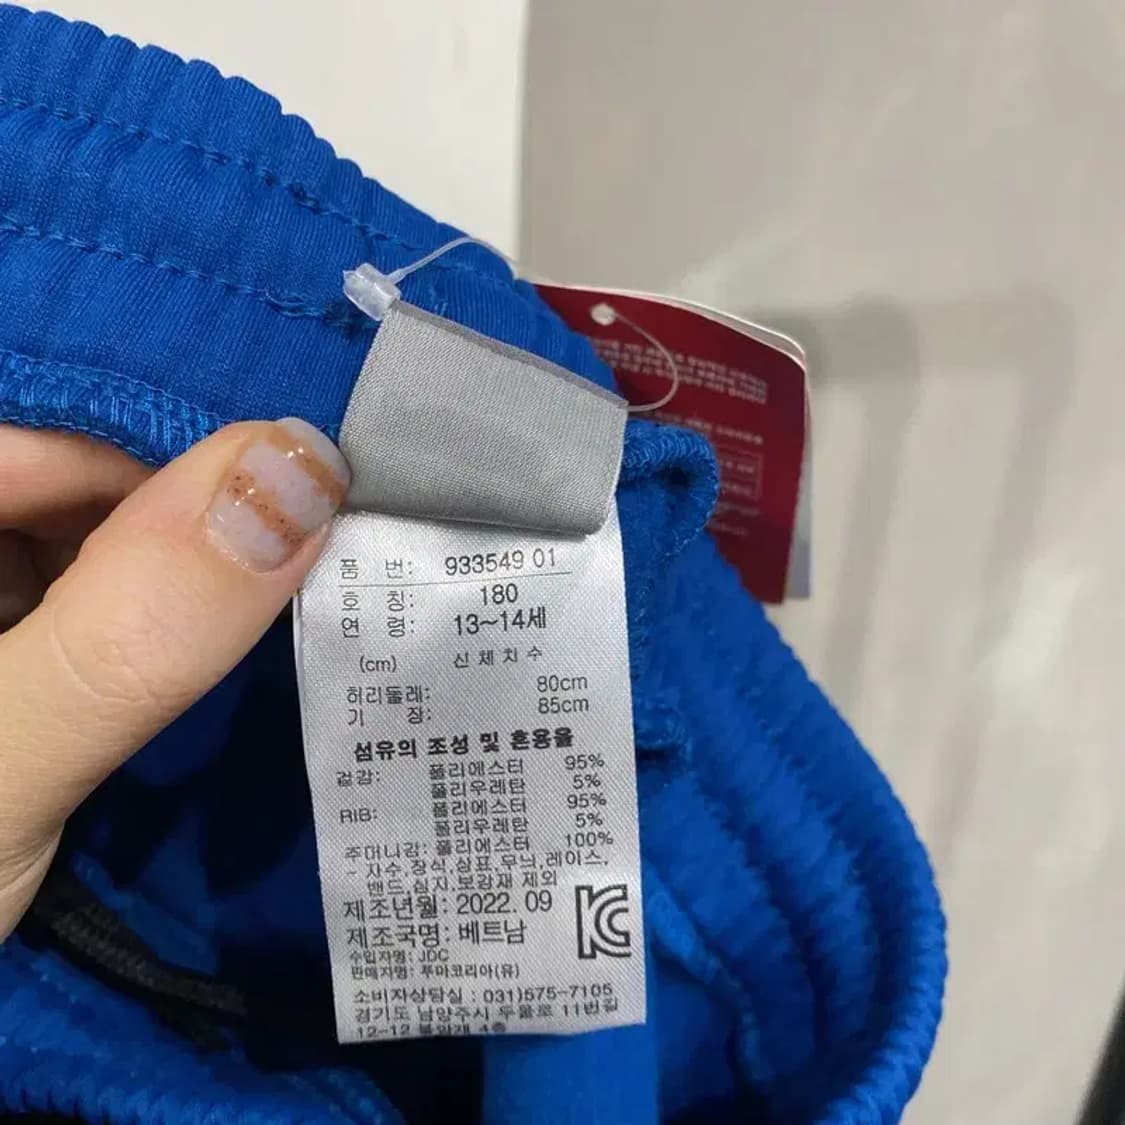 품 번: 933549 01
호 칭: 180
연 령: 13~14세
(cm) 신체치수
허리둘레: 80cm
기 장: 85cm
섬유의 조성 및 혼용율
겉감: 폴리에스터 95%
폴리우레탄 5%
RIB: 폴리에스터 95%
폴리우레탄 5%
주머니감: 폴리에스터 100%
- 자수,장식,상표,무늬,레이스,
밴드,심지,보강재 제외
제조년월: 2022. 09
제조국명: 베트남
KC
수입자명: JDC
판매자명: 푸마코리아(유)
소비자상담실 : 031)575-7105
경기도 남양주시 두물로 11번길
12-12 4층